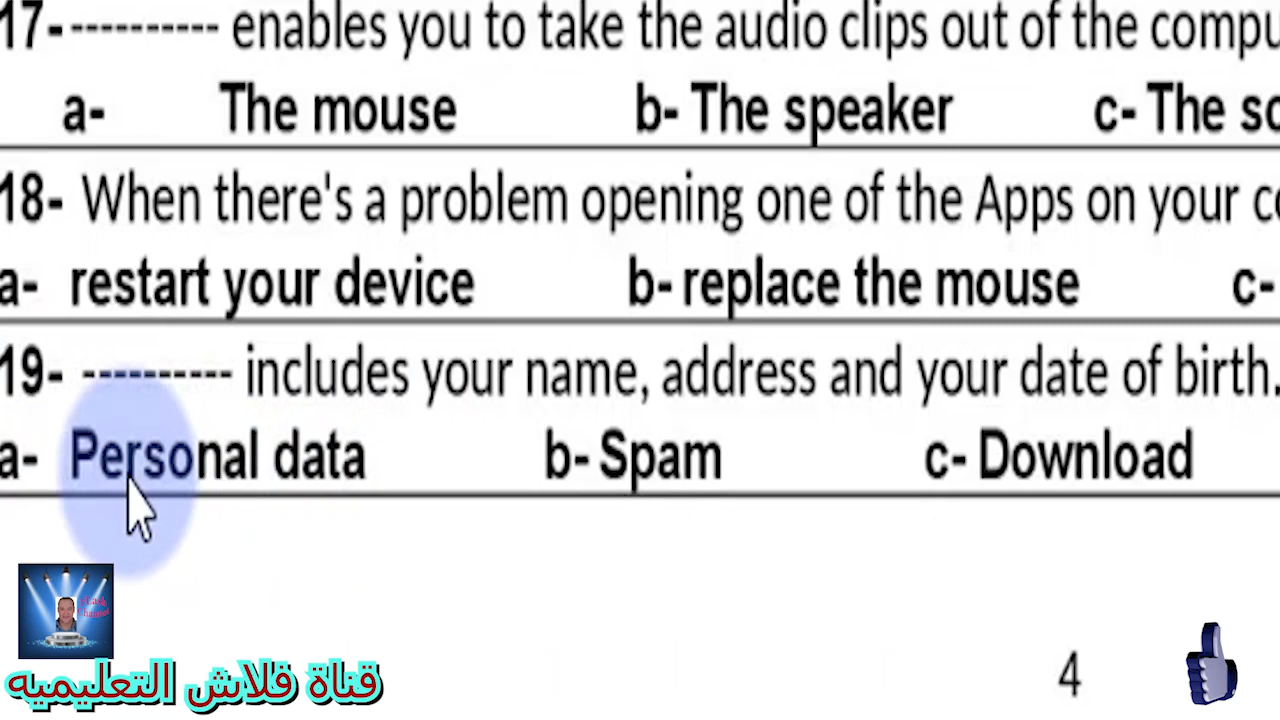 17----------- enables you to take the audio clips out of the compu
a- The mouse b- The speaker c- The sc
18- When there's a problem opening one of the Apps on your co
a- restart your device b- replace the mouse c-
19- ---------- includes your name, address and your date of birth.
a- Personal data b- Spam c- Download
Flash
Channel
قناة فلاش التعليميه
4